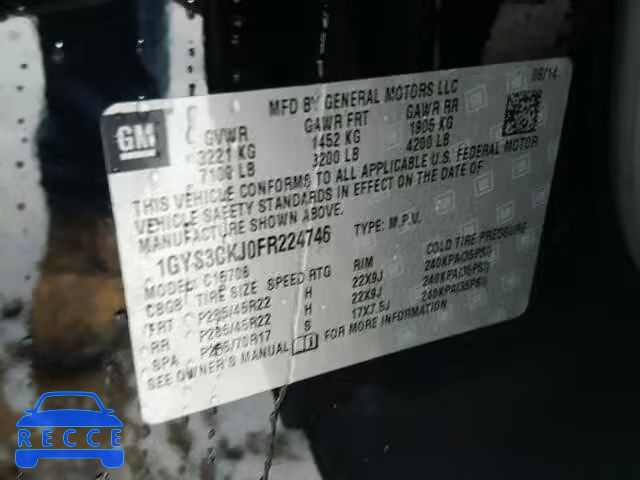 GM
MFD BY GENERAL MOTORS LLC
08/14
GVWR GAWR FRT GAWR RR
3221 KG 1452 KG 1905 KG
7100 LB 3200 LB 4200 LB
THIS VEHICLE CONFORMS TO ALL APPLICABLE U.S. FEDERAL MOTOR
VEHICLE SAFETY STANDARDS IN EFFECT ON THE DATE OF
MANUFACTURE SHOWN ABOVE.
1GYS3CKJ0FR224746 TYPE: M.P.V.
MODEL: C15706
CB08 TIRE SIZE SPEED RTG RIM COLD TIRE PRESSURE
FRT P285/45R22 H 22X9J 240KPA(35PSI)
RR P285/45R22 H 22X9J 240KPA(35PSI)
SPA P265/70R17 S 17X7.5J 240KPA(35PSI)
SEE OWNER'S MANUAL FOR MORE INFORMATION.
RECCE